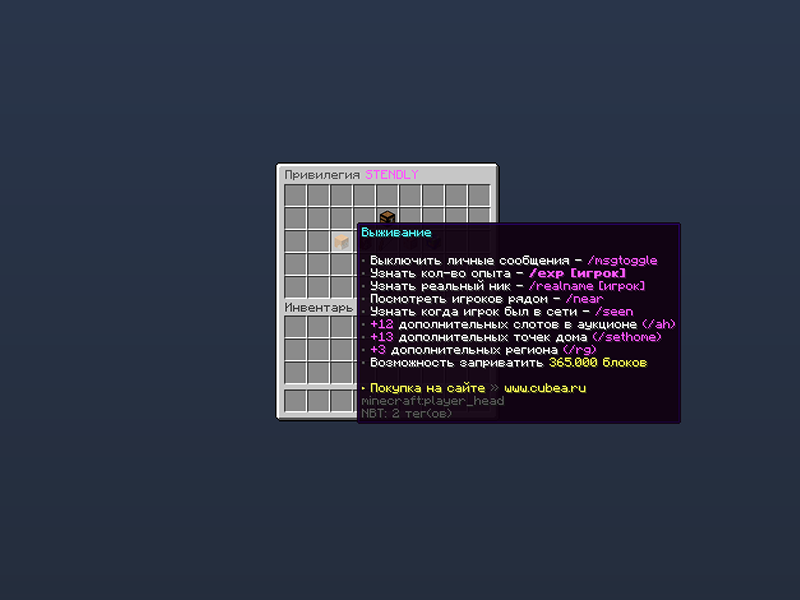 Привилегия STENDLY
Выживание
· Выключить личные сообщения - /msgtoggle
· Узнать кол-во опыта - /exp [игрок]
· Узнать реальный ник - /realname [игрок]
· Посмотреть игроков рядом - /near
· Узнать когда игрок был в сети - /seen
· +12 дополнительных слотов в аукционе (/ah)
· +13 дополнительных точек дома (/sethome)
· +3 дополнительных региона (/rg)
· Возможность заприватить 365.000 блоков
· Покупка на сайте » www.cubea.ru
minecraft:player_head
NBT: 2 тег(ов)
Инвентарь